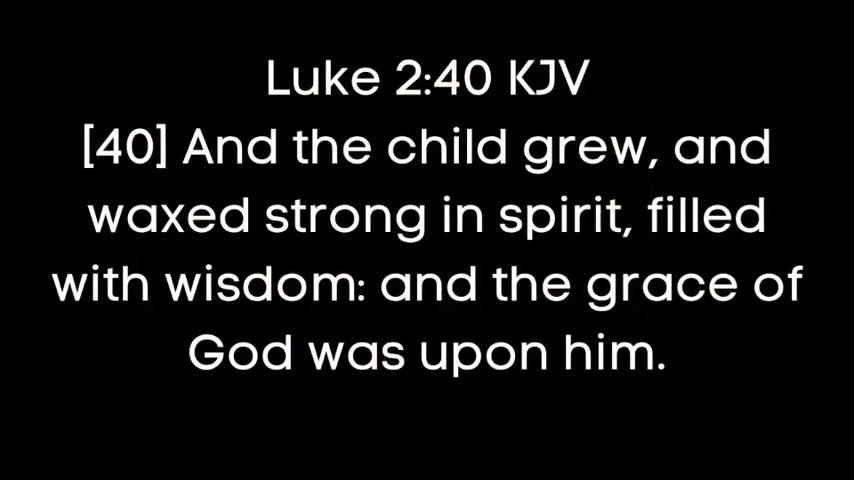 Luke 2:40 KJV
[40] And the child grew, and
waxed strong in spirit, filled
with wisdom: and the grace of
God was upon him.